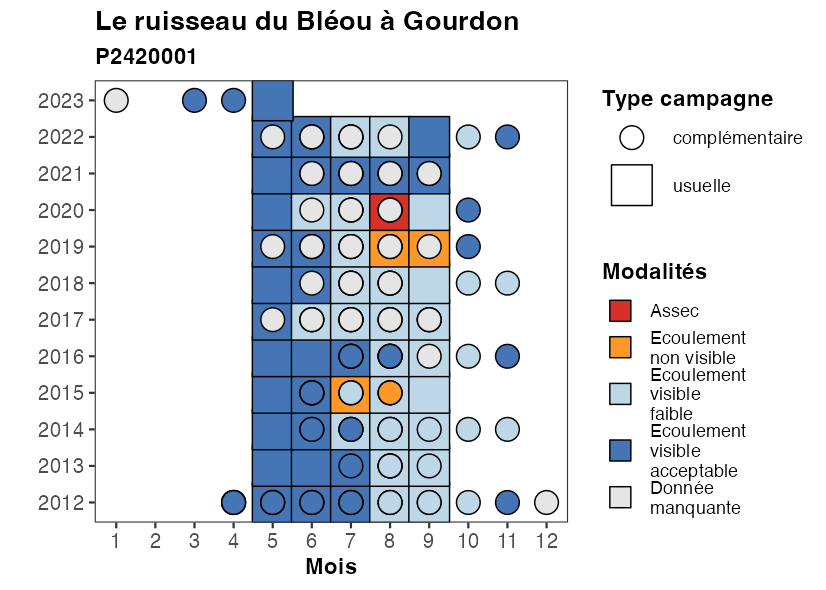 Le ruisseau du Bléou à Gourdon
P2420001
2023
2022
2021
2020
2019
2018
2017
2016
2015
2014
2013
2012
1 2 3 4 5 6 7 8 9 10 11 12
Mois
Type campagne
complémentaire
usuelle
Modalités
Assec
Ecoulement
non visible
Ecoulement
visible
faible
Ecoulement
visible
acceptable
Donnée
manquante